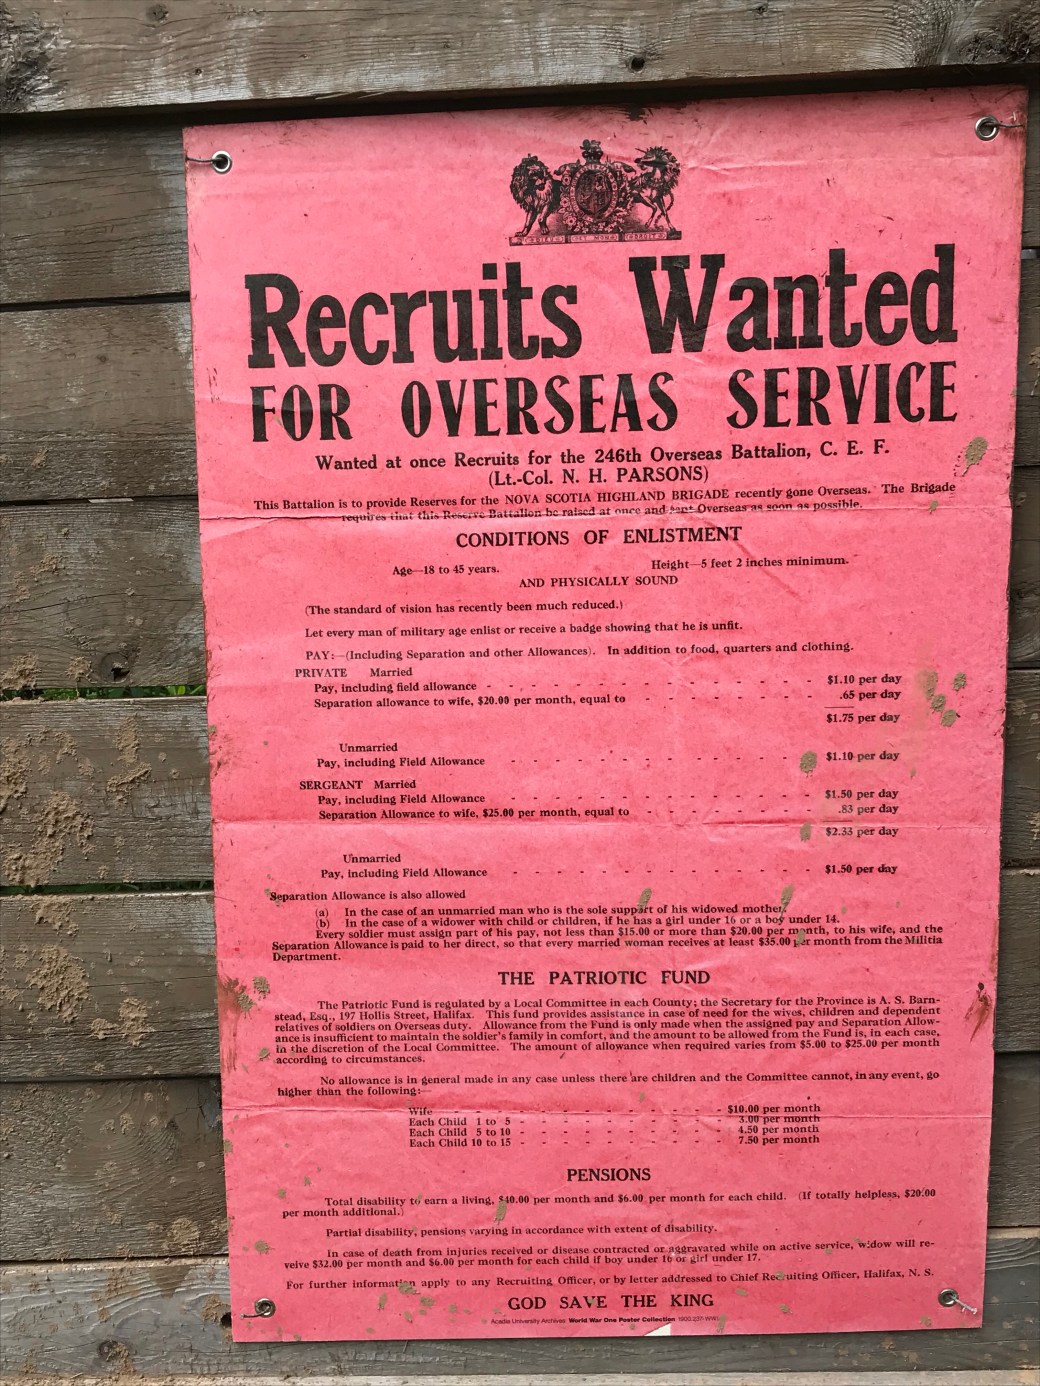 Recruits Wanted
FOR OVERSEAS SERVICE
Wanted at once Recruits for the 246th Overseas Battalion, C. E. F.
(Lt.-Col. N. H. PARSONS)
This Battalion is to provide Reserves for the NOVA SCOTIA HIGHLAND BRIGADE recently gone Overseas. The Brigade
requires that this Reserve Battalion be raised at once and sent Overseas as soon as possible.
CONDITIONS OF ENLISTMENT
Age—18 to 45 years. Height—5 feet 2 inches minimum.
AND PHYSICALLY SOUND
(The standard of vision has recently been much reduced.)
Let every man of military age enlist or receive a badge showing that he is unfit.
PAY:—(Including Separation and other Allowances). In addition to food, quarters and clothing.
PRIVATE Married
Pay, including field allowance - - - - - - - - - - - - $1.10 per day
Separation allowance to wife, $20.00 per month, equal to - - - - - - - .65 per day
$1.75 per day
Unmarried
Pay, including Field Allowance - - - - - - - - - - - $1.10 per day
SERGEANT Married
Pay, including Field Allowance - - - - - - - - - - - - $1.50 per day
Separation Allowance to wife, $25.00 per month, equal to - - - - - - - .83 per day
$2.33 per day
Unmarried
Pay, including Field Allowance - - - - - - - - - - - - $1.50 per day
Separation Allowance is also allowed
(a) In the case of an unmarried man who is the sole support of his widowed mother.
(b) In the case of a widower with child or children, if he has a girl under 16 or a boy under 14.
Every soldier must assign part of his pay, not less than $15.00 or more than $20.00 per month, to his wife, and the
Separation Allowance is paid to her direct, so that every married woman receives at least $35.00 per month from the Militia
Department.
THE PATRIOTIC FUND
The Patriotic Fund is regulated by a Local Committee in each County; the Secretary for the Province is A. S. Barn-
stead, Esq., 197 Hollis Street, Halifax. This fund provides assistance in case of need for the wives, children and dependent
relatives of soldiers on Overseas duty. Allowance from the Fund is only made when the assigned pay and Separation Allow-
ance is insufficient to maintain the soldier's family in comfort, and the amount to be allowed from the Fund is, in each case,
in the discretion of the Local Committee. The amount of allowance when required varies from $5.00 to $25.00 per month
according to circumstances.
No allowance is in general made in any case unless there are children and the Committee cannot, in any event, go
higher than the following:—
Wife - - - - - - - - - - - - $10.00 per month
Each Child 1 to 5 - - - - - - - - - 3.00 per month
Each Child 5 to 10 - - - - - - - - - 4.50 per month
Each Child 10 to 15 - - - - - - - - - 7.50 per month
PENSIONS
Total disability to earn a living, $40.00 per month and $6.00 per month for each child. (If totally helpless, $20.00
per month additional.)
Partial disability, pensions varying in accordance with extent of disability.
In case of death from injuries received or disease contracted or aggravated while on active service, widow will re-
veive $32.00 per month and $6.00 per month for each child if boy under 16 or girl under 17.
For further information apply to any Recruiting Officer, or by letter addressed to Chief Recruiting Officer, Halifax, N. S.
GOD SAVE THE KING
Acadia University Archives World War One Poster Collection